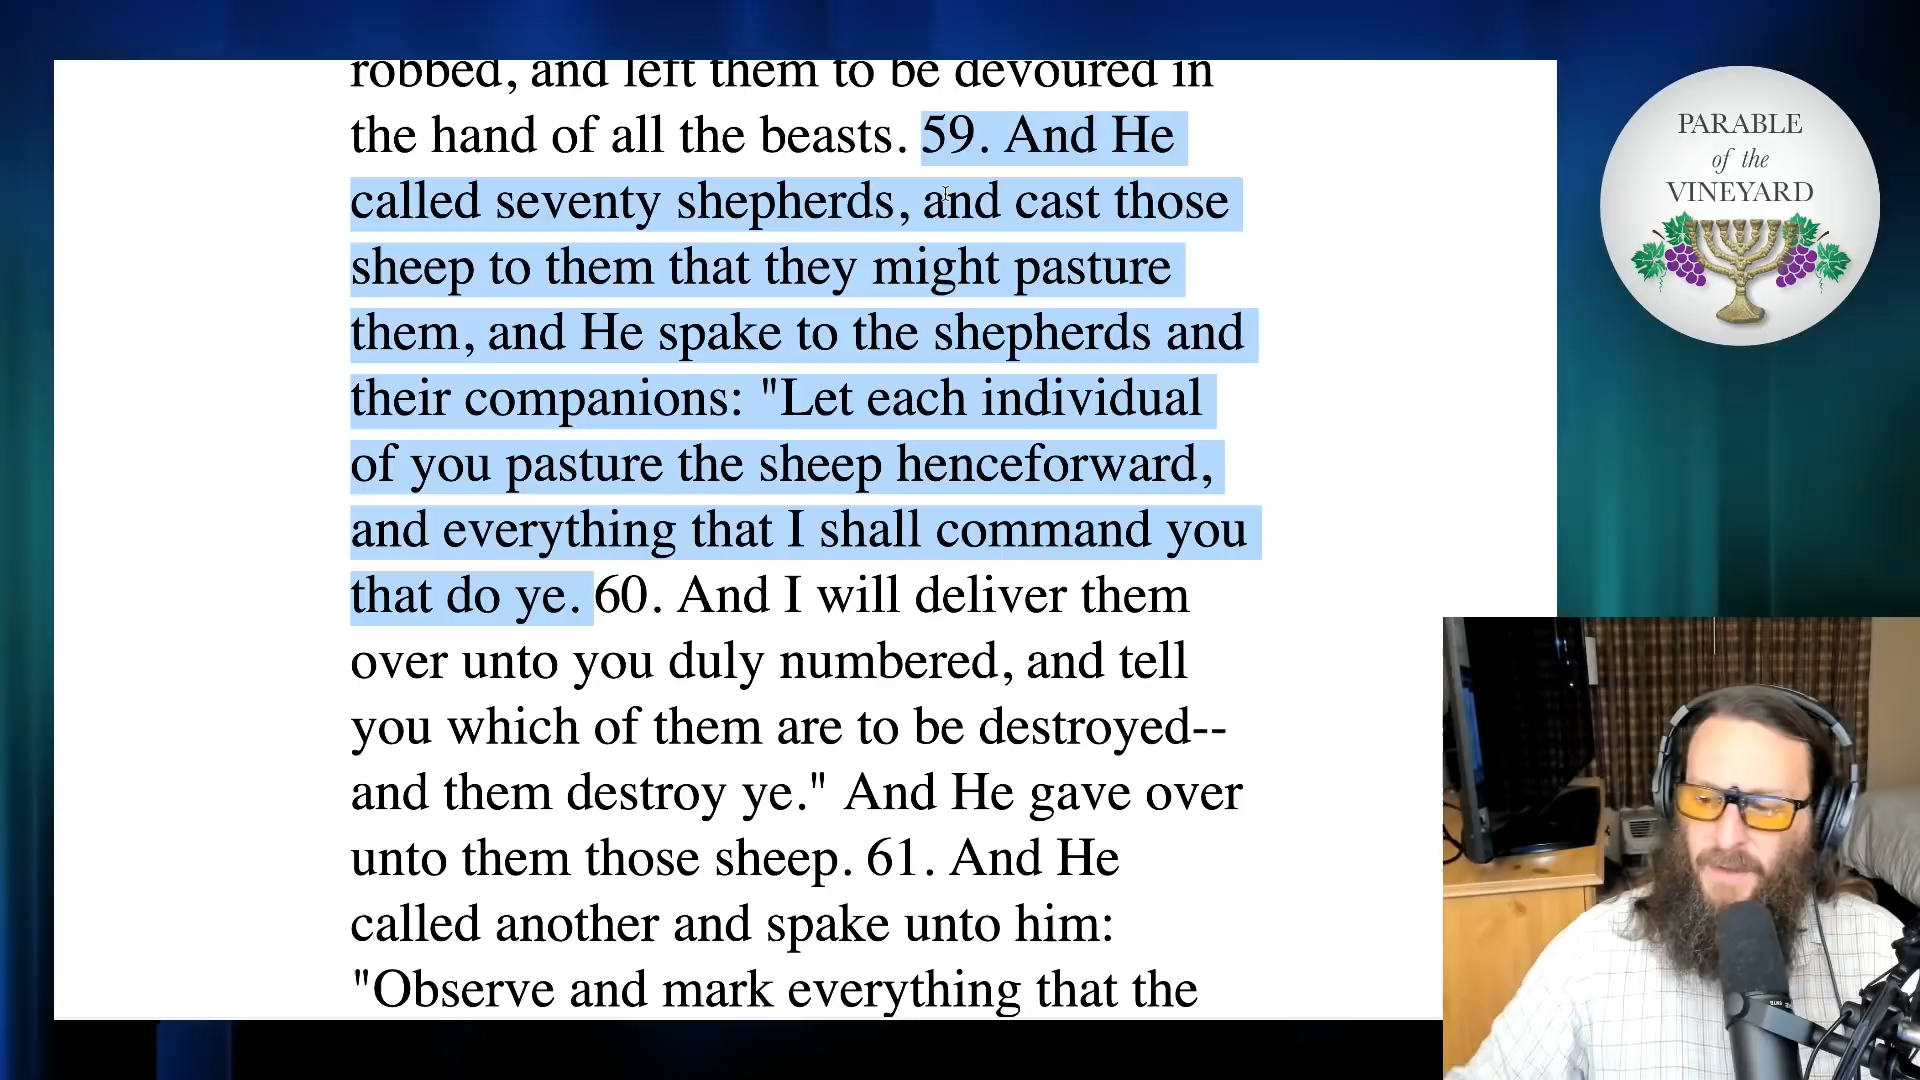 robbed, and left them to be devoured in
the hand of all the beasts. 59. And He
called seventy shepherds, and cast those
sheep to them that they might pasture
them, and He spake to the shepherds and
their companions: "Let each individual
of you pasture the sheep henceforward,
and everything that I shall command you
that do ye. 60. And I will deliver them
over unto you duly numbered, and tell
you which of them are to be destroyed--
and them destroy ye." And He gave over
unto them those sheep. 61. And He
called another and spake unto him:
"Observe and mark everything that the
PARABLE
of the
VINEYARD